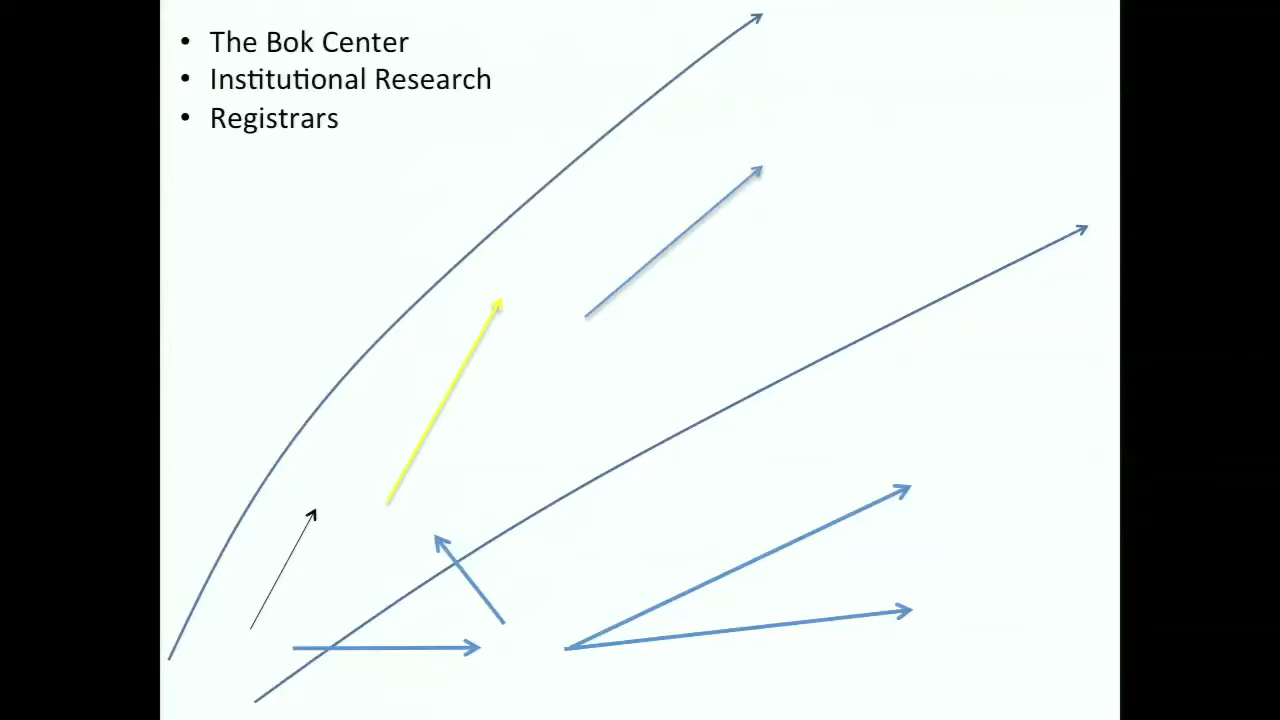 • The Bok Center
• Institutional Research
• Registrars